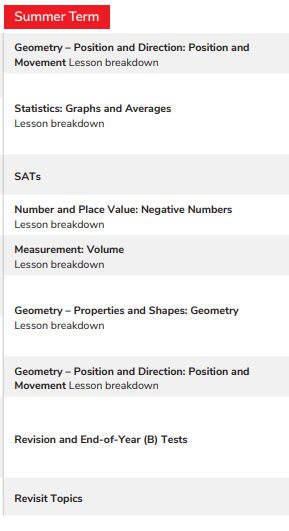 Summer Term
Geometry – Position and Direction: Position and
Movement Lesson breakdown
Statistics: Graphs and Averages
Lesson breakdown
SATs
Number and Place Value: Negative Numbers
Lesson breakdown
Measurement: Volume
Lesson breakdown
Geometry – Properties and Shapes: Geometry
Lesson breakdown
Geometry – Position and Direction: Position and
Movement Lesson breakdown
Revision and End-of-Year (B) Tests
Revisit Topics